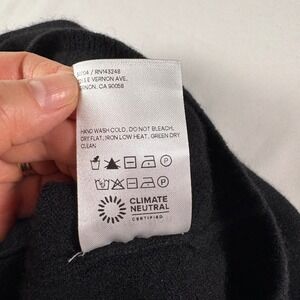 / RN143248
VERNON AVE.,
CA 90058
HAND WASH COLD, DO NOT BLEACH,
DRY FLAT, IRON LOW HEAT, GREEN DRY
CLEAN
CLIMATE
NEUTRAL
CERTIFIED